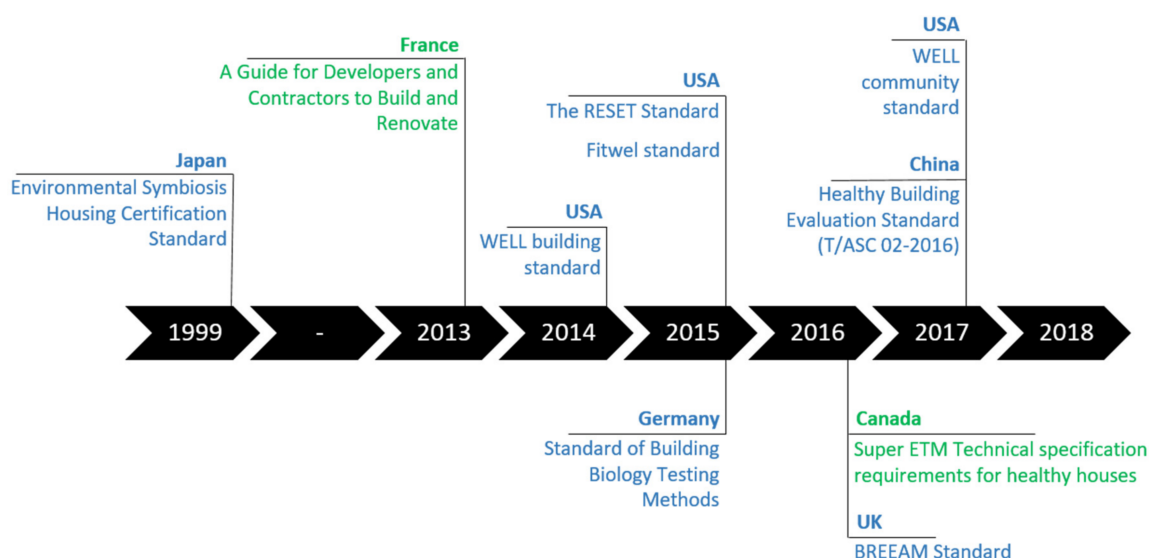 USA
WELL
community
standard
France
A Guide for Developers and
Contractors to Build and
Renovate
USA
The RESET Standard
Fitwel standard
Japan
Environmental Symbiosis
Housing Certification
Standard
China
Healthy Building
Evaluation Standard
(T/ASC 02-2016)
USA
WELL building
standard
1999
-
2013
2014
2015
2016
2017
2018
Germany
Standard of Building
Biology Testing
Methods
Canada
Super ETM Technical specification
requirements for healthy houses
UK
BREEAM Standard